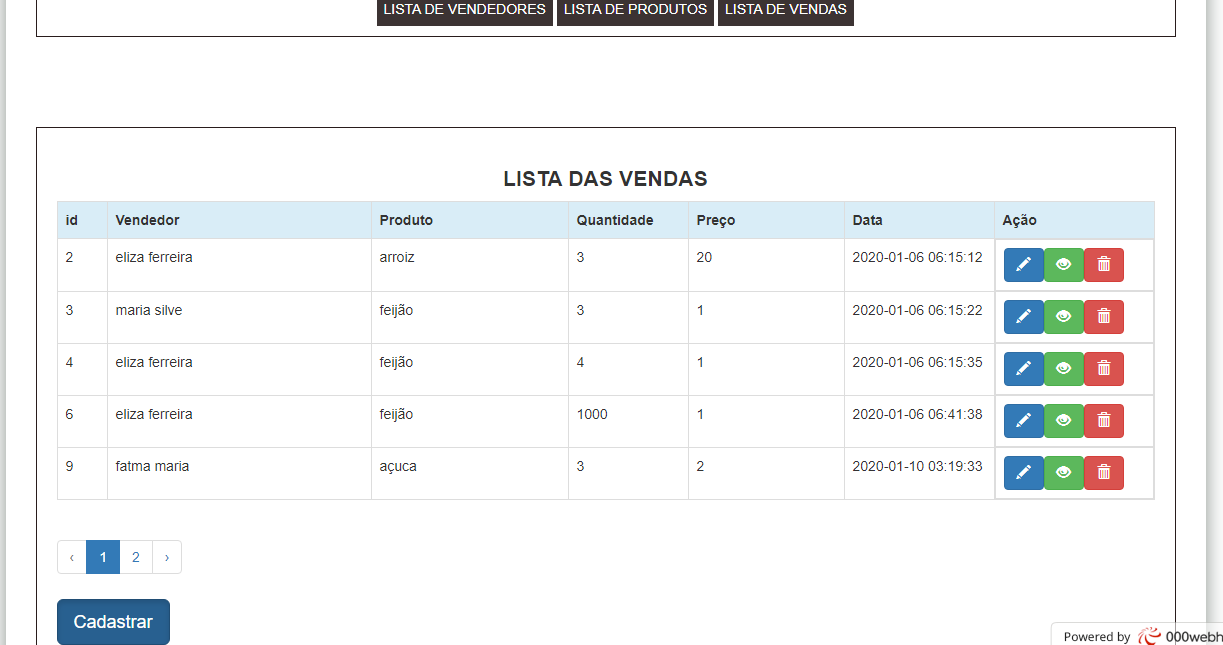 LISTA DE VENDEDORES LISTA DE PRODUTOS LISTA DE VENDAS
LISTA DAS VENDAS
id Vendedor Produto Quantidade Preço Data Ação
2 eliza ferreira arroiz 3 20 2020-01-06 06:15:12
3 maria silve feijão 3 1 2020-01-06 06:15:22
4 eliza ferreira feijão 4 1 2020-01-06 06:15:35
6 eliza ferreira feijão 1000 1 2020-01-06 06:41:38
9 fatma maria açuca 3 2 2020-01-10 03:19:33
‹ 1 2 ›
Cadastrar
Powered by 000webh